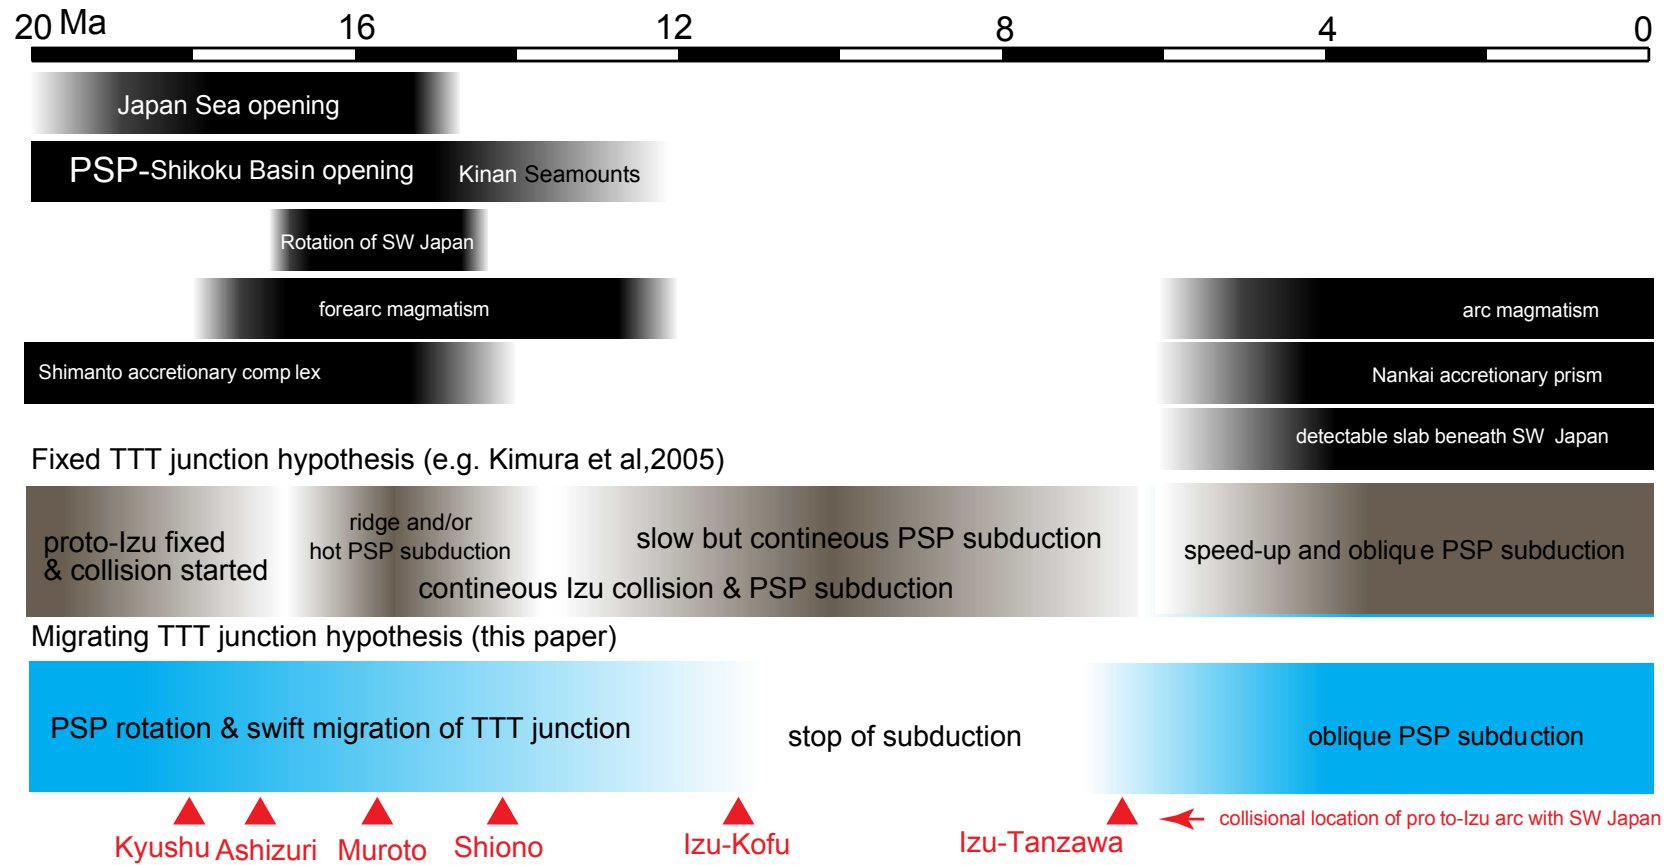 20 Ma 16 12 8 4 0
Japan Sea opening
PSP-Shikoku Basin opening Kinan Seamounts
Rotation of SW Japan
forearc magmatism arc magmatism
Shimanto accretionary comp lex Nankai accretionary prism
detectable slab beneath SW Japan
Fixed TTT junction hypothesis (e.g. Kimura et al,2005)
proto-Izu fixed
& collision started
ridge and/or
hot PSP subduction
slow but contineous PSP subduction
contineous Izu collision & PSP subduction
speed-up and oblique PSP subduction
Migrating TTT junction hypothesis (this paper)
PSP rotation & swift migration of TTT junction stop of subduction oblique PSP subduction
collisional location of pro to-Izu arc with SW Japan
Kyushu Ashizuri Muroto Shiono Izu-Kofu Izu-Tanzawa